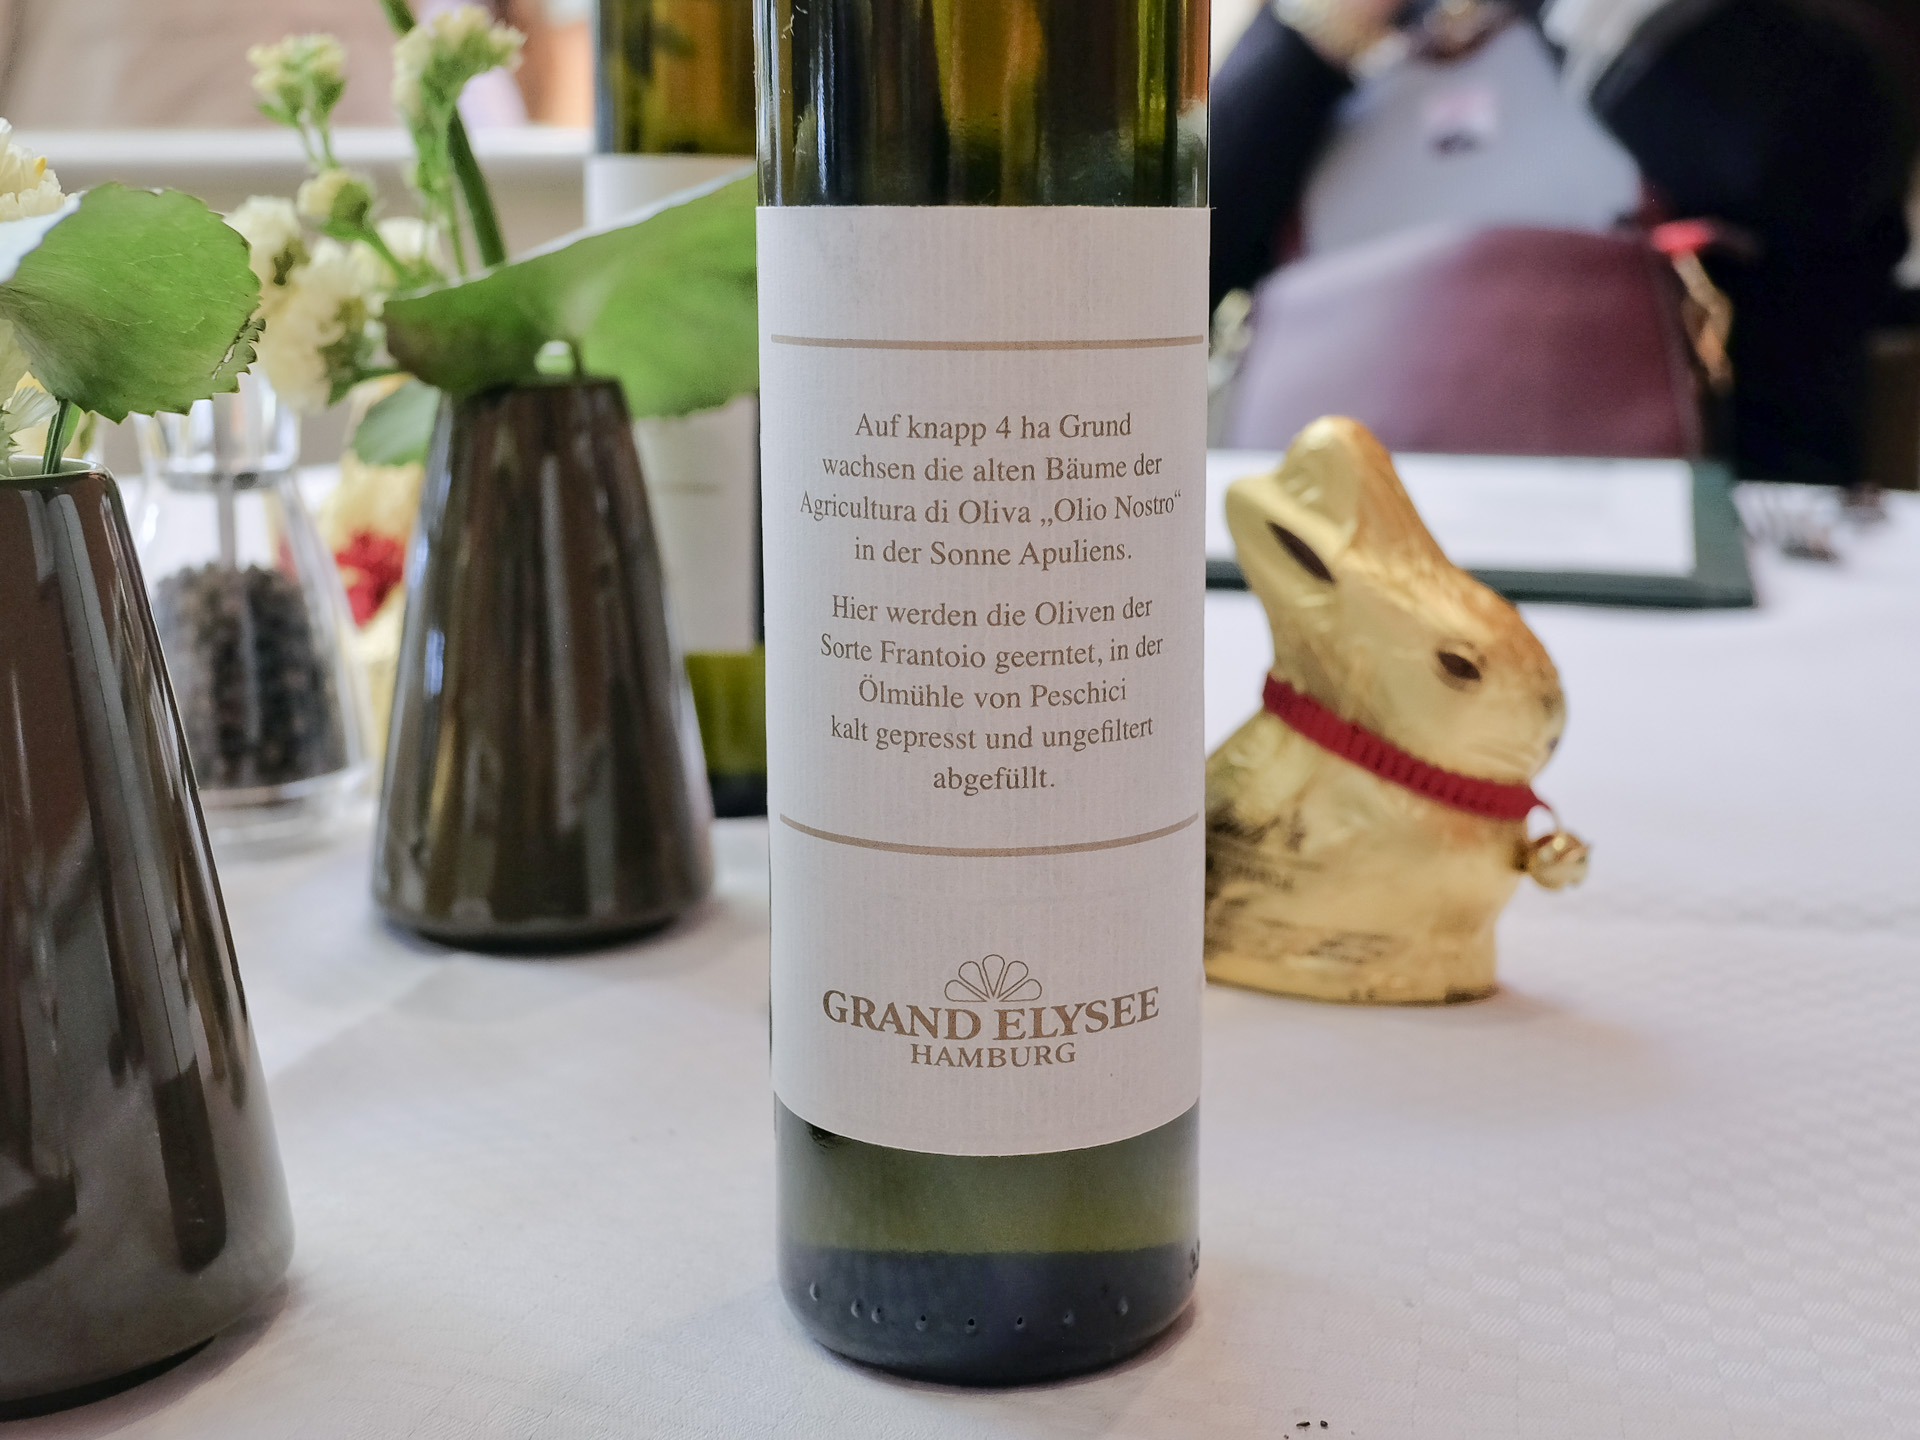 Auf knapp 4 ha Grund
wachsen die alten Bäume der
Agricultura di Oliva „Olio Nostro“
in der Sonne Apuliens.
Hier werden die Oliven der
Sorte Frantoio geerntet, in der
Ölmühle von Peschici
kalt gepresst und ungefiltert
abgefüllt.
GRAND ELYSEE
HAMBURG